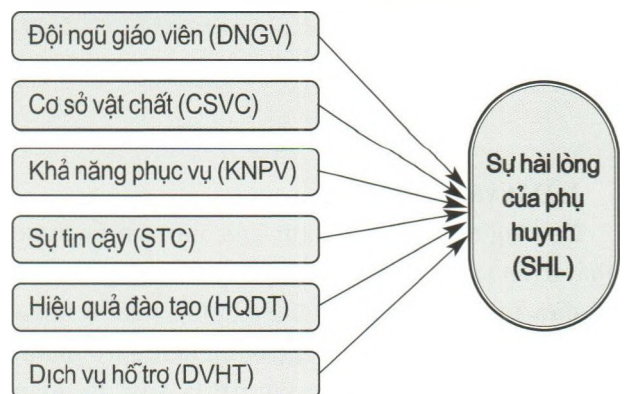 Đội ngũ giáo viên (DNGV)
Cơ sở vật chất (CSVC)
Khả năng phục vụ (KNPV)
Sự tin cậy (STC)
Hiệu quả đào tạo (HQDT)
Dịch vụ hỗ trợ (DVHT)
Sự hài lòng
của phụ
huynh
(SHL)